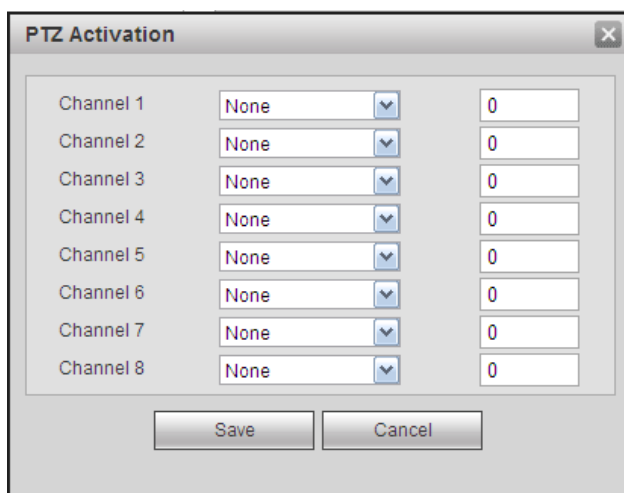 PTZ Activation
Channel 1 None 0
Channel 2 None 0
Channel 3 None 0
Channel 4 None 0
Channel 5 None 0
Channel 6 None 0
Channel 7 None 0
Channel 8 None 0
Save Cancel